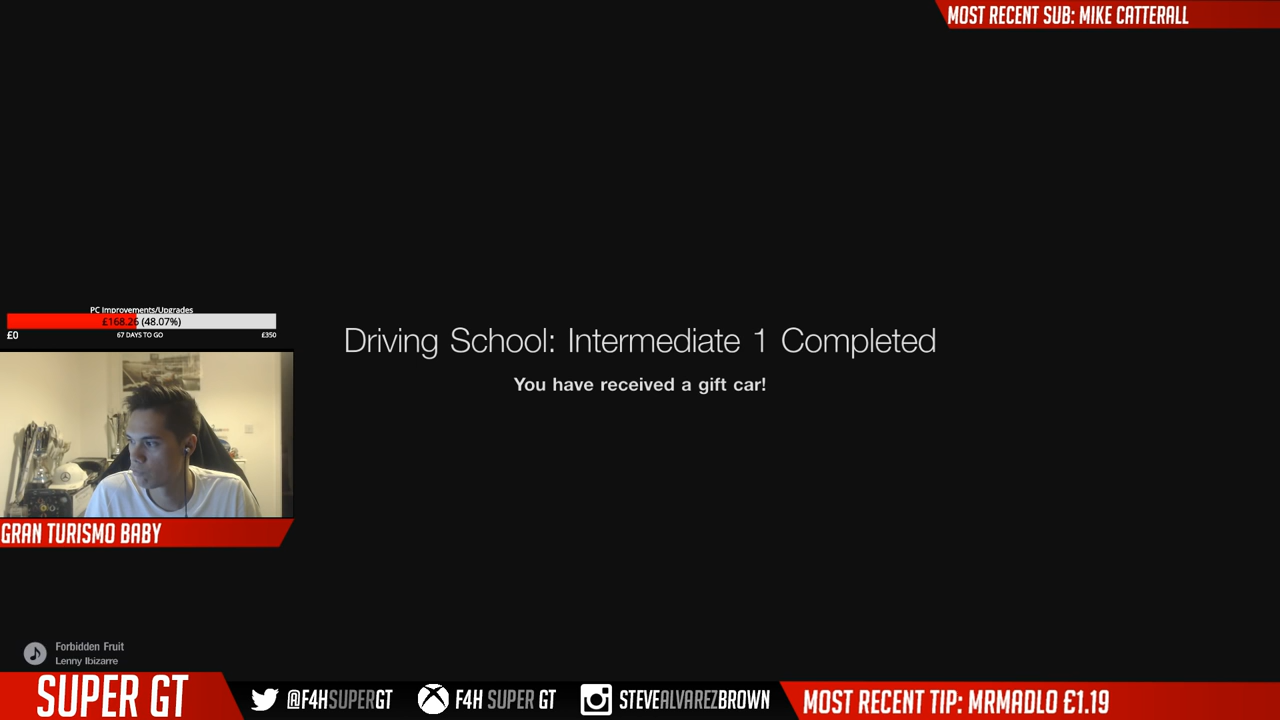 MOST RECENT SUB: MIKE CATTERALL
PC Improvements/Upgrades
£168.26 (48.07%)
£0 67 DAYS TO GO £350
Driving School: Intermediate 1 Completed
You have received a gift car!
GRAN TURISMO BABY
Forbidden Fruit
Lenny Ibizarre
SUPER GT @F4HSUPERGT F4H SUPER GT STEVEALVAREZBROWN MOST RECENT TIP: MRMADLO £1.19